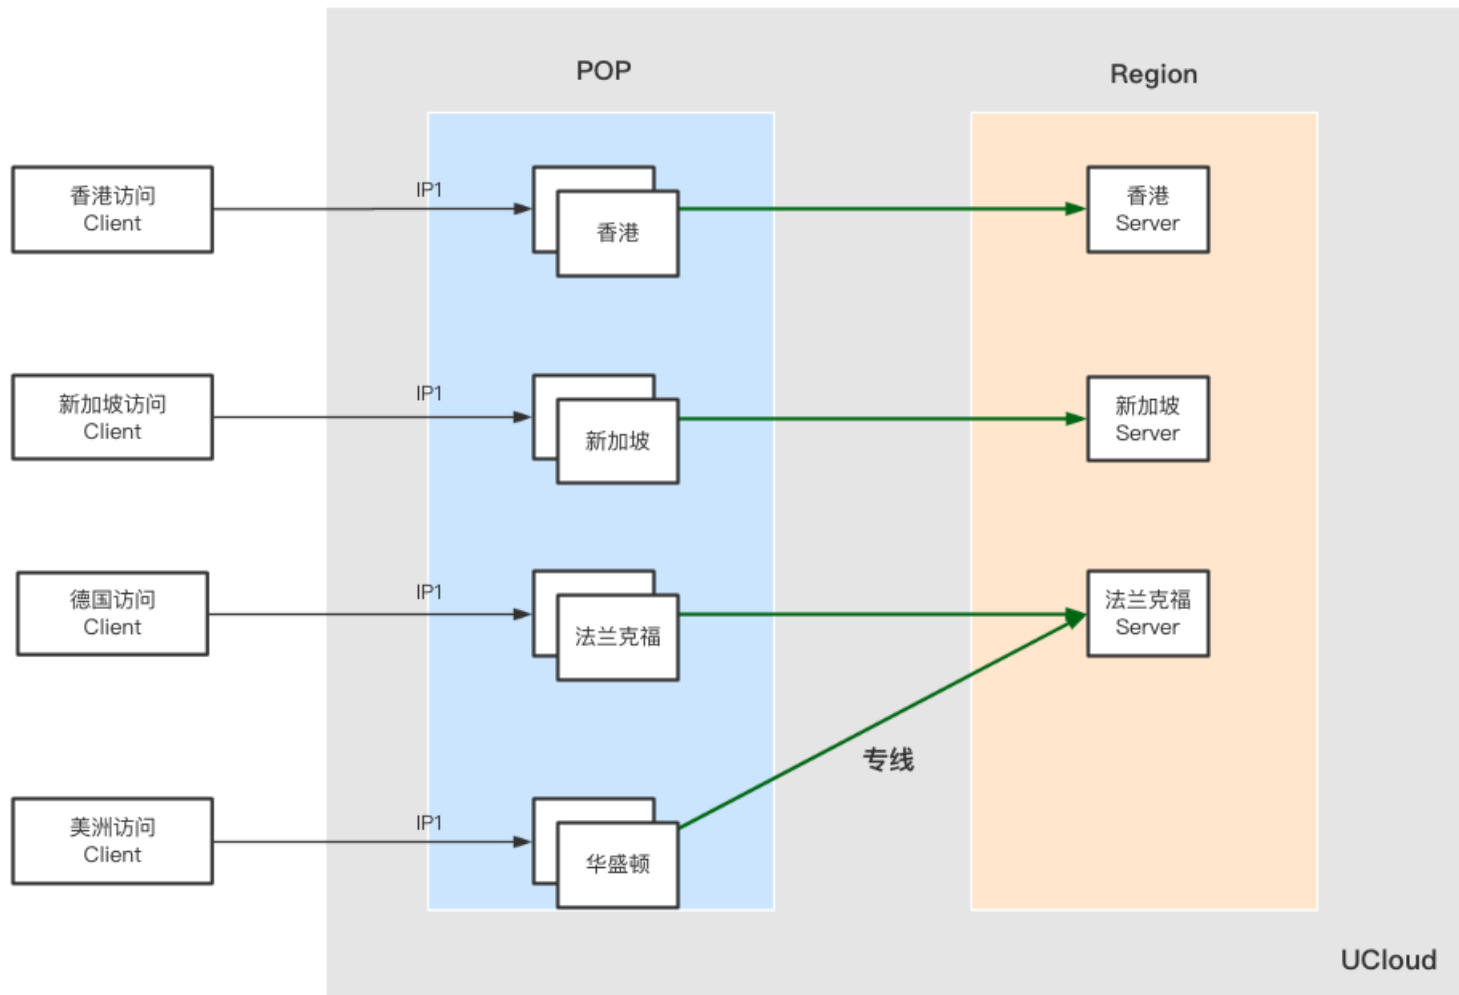 POP
Region
香港访问
Client
IP1
香港
香港
Server
新加坡访问
Client
IP1
新加坡
新加坡
Server
德国访问
Client
IP1
法兰克福
法兰克福
Server
专线
美洲访问
Client
IP1
华盛顿
UCloud